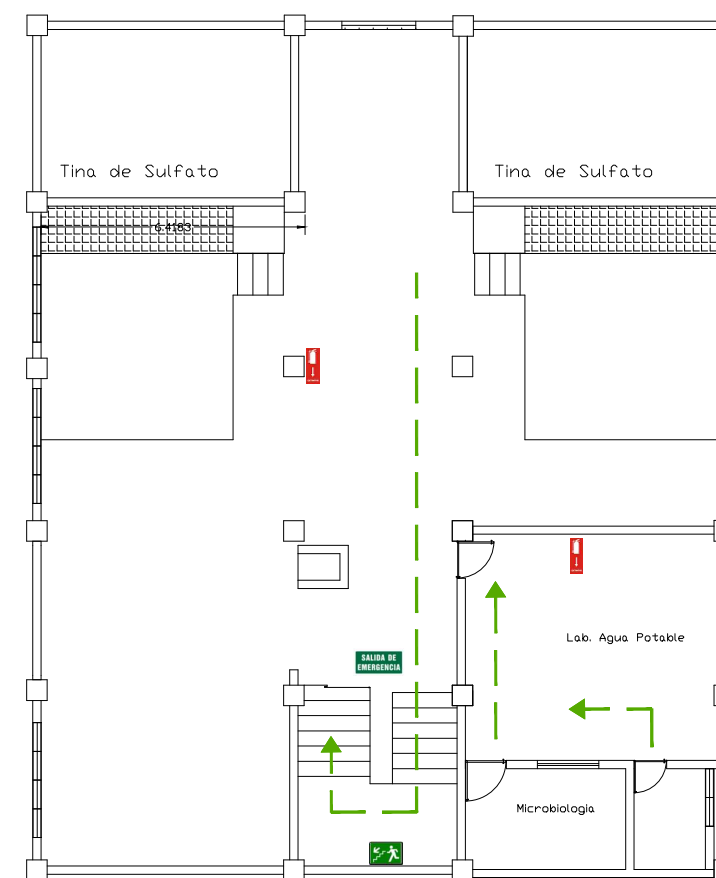 Tina de Sulfato
Tina de Sulfato
6.4183
SALIDA DE
EMERGENCIA
Lab. Agua Potable
Microbiologia